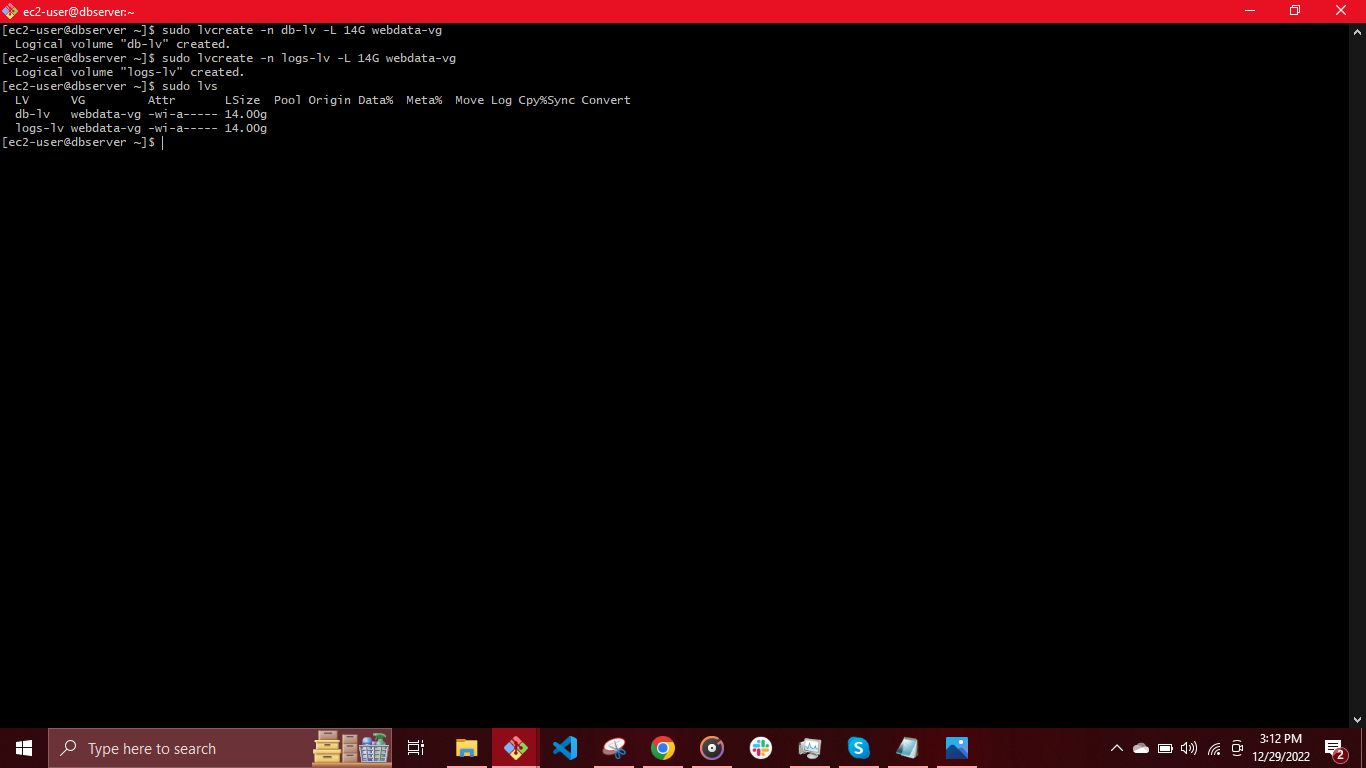 ec2-user@dbserver:~
[ec2-user@dbserver ~]$ sudo lvcreate -n db-lv -L 14G webdata-vg
  Logical volume "db-lv" created.
[ec2-user@dbserver ~]$ sudo lvcreate -n logs-lv -L 14G webdata-vg
  Logical volume "logs-lv" created.
[ec2-user@dbserver ~]$ sudo lvs
  LV      VG         Attr       LSize  Pool Origin Data%  Meta%  Move Log Cpy%Sync Convert
  db-lv   webdata-vg -wi-a----- 14.00g
  logs-lv webdata-vg -wi-a----- 14.00g
[ec2-user@dbserver ~]$
Type here to search
3:12 PM
12/29/2022
2